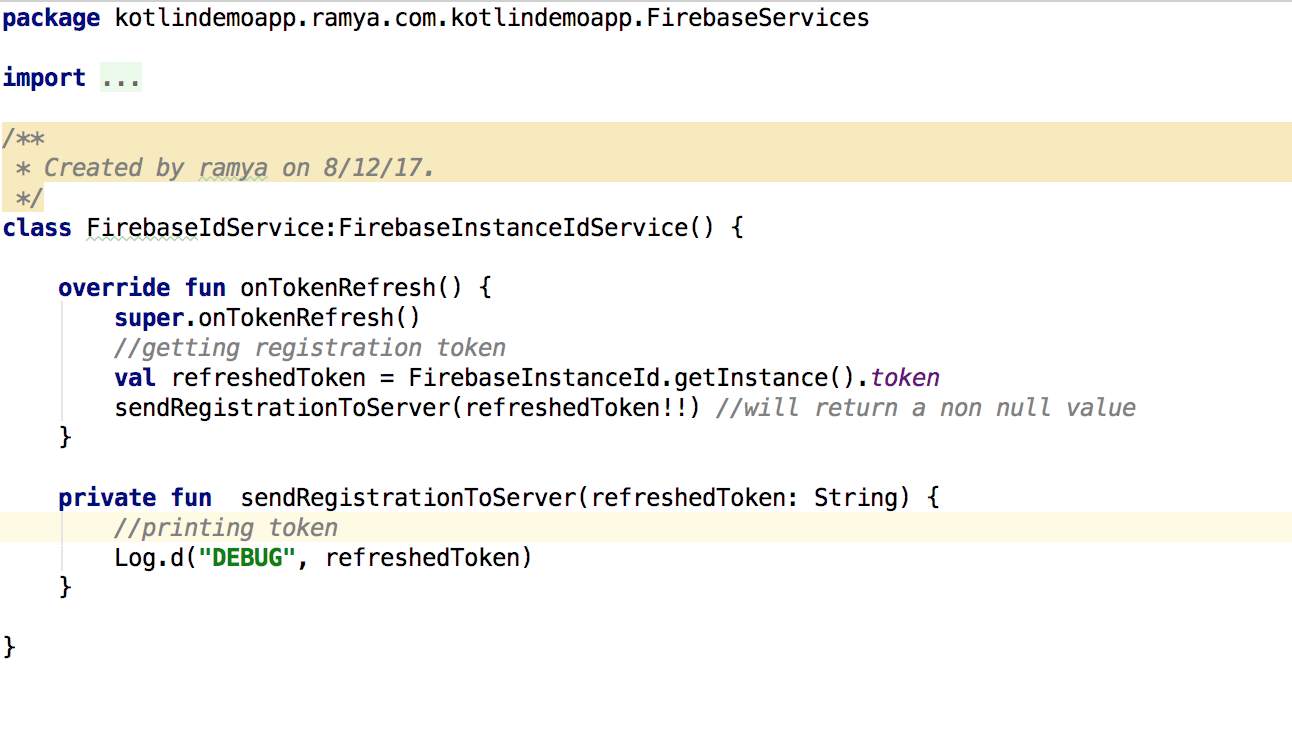 package kotlindemoapp.ramya.com.kotlindemoapp.FirebaseServices
import ...
/**
 * Created by ramya on 8/12/17.
 */
class FirebaseIdService:FirebaseInstanceIdService() {
    override fun onTokenRefresh() {
        super.onTokenRefresh()
        //getting registration token
        val refreshedToken = FirebaseInstanceId.getInstance().token
        sendRegistrationToServer(refreshedToken!!) //will return a non null value
    }
    private fun  sendRegistrationToServer(refreshedToken: String) {
        //printing token
        Log.d("DEBUG", refreshedToken)
    }
}